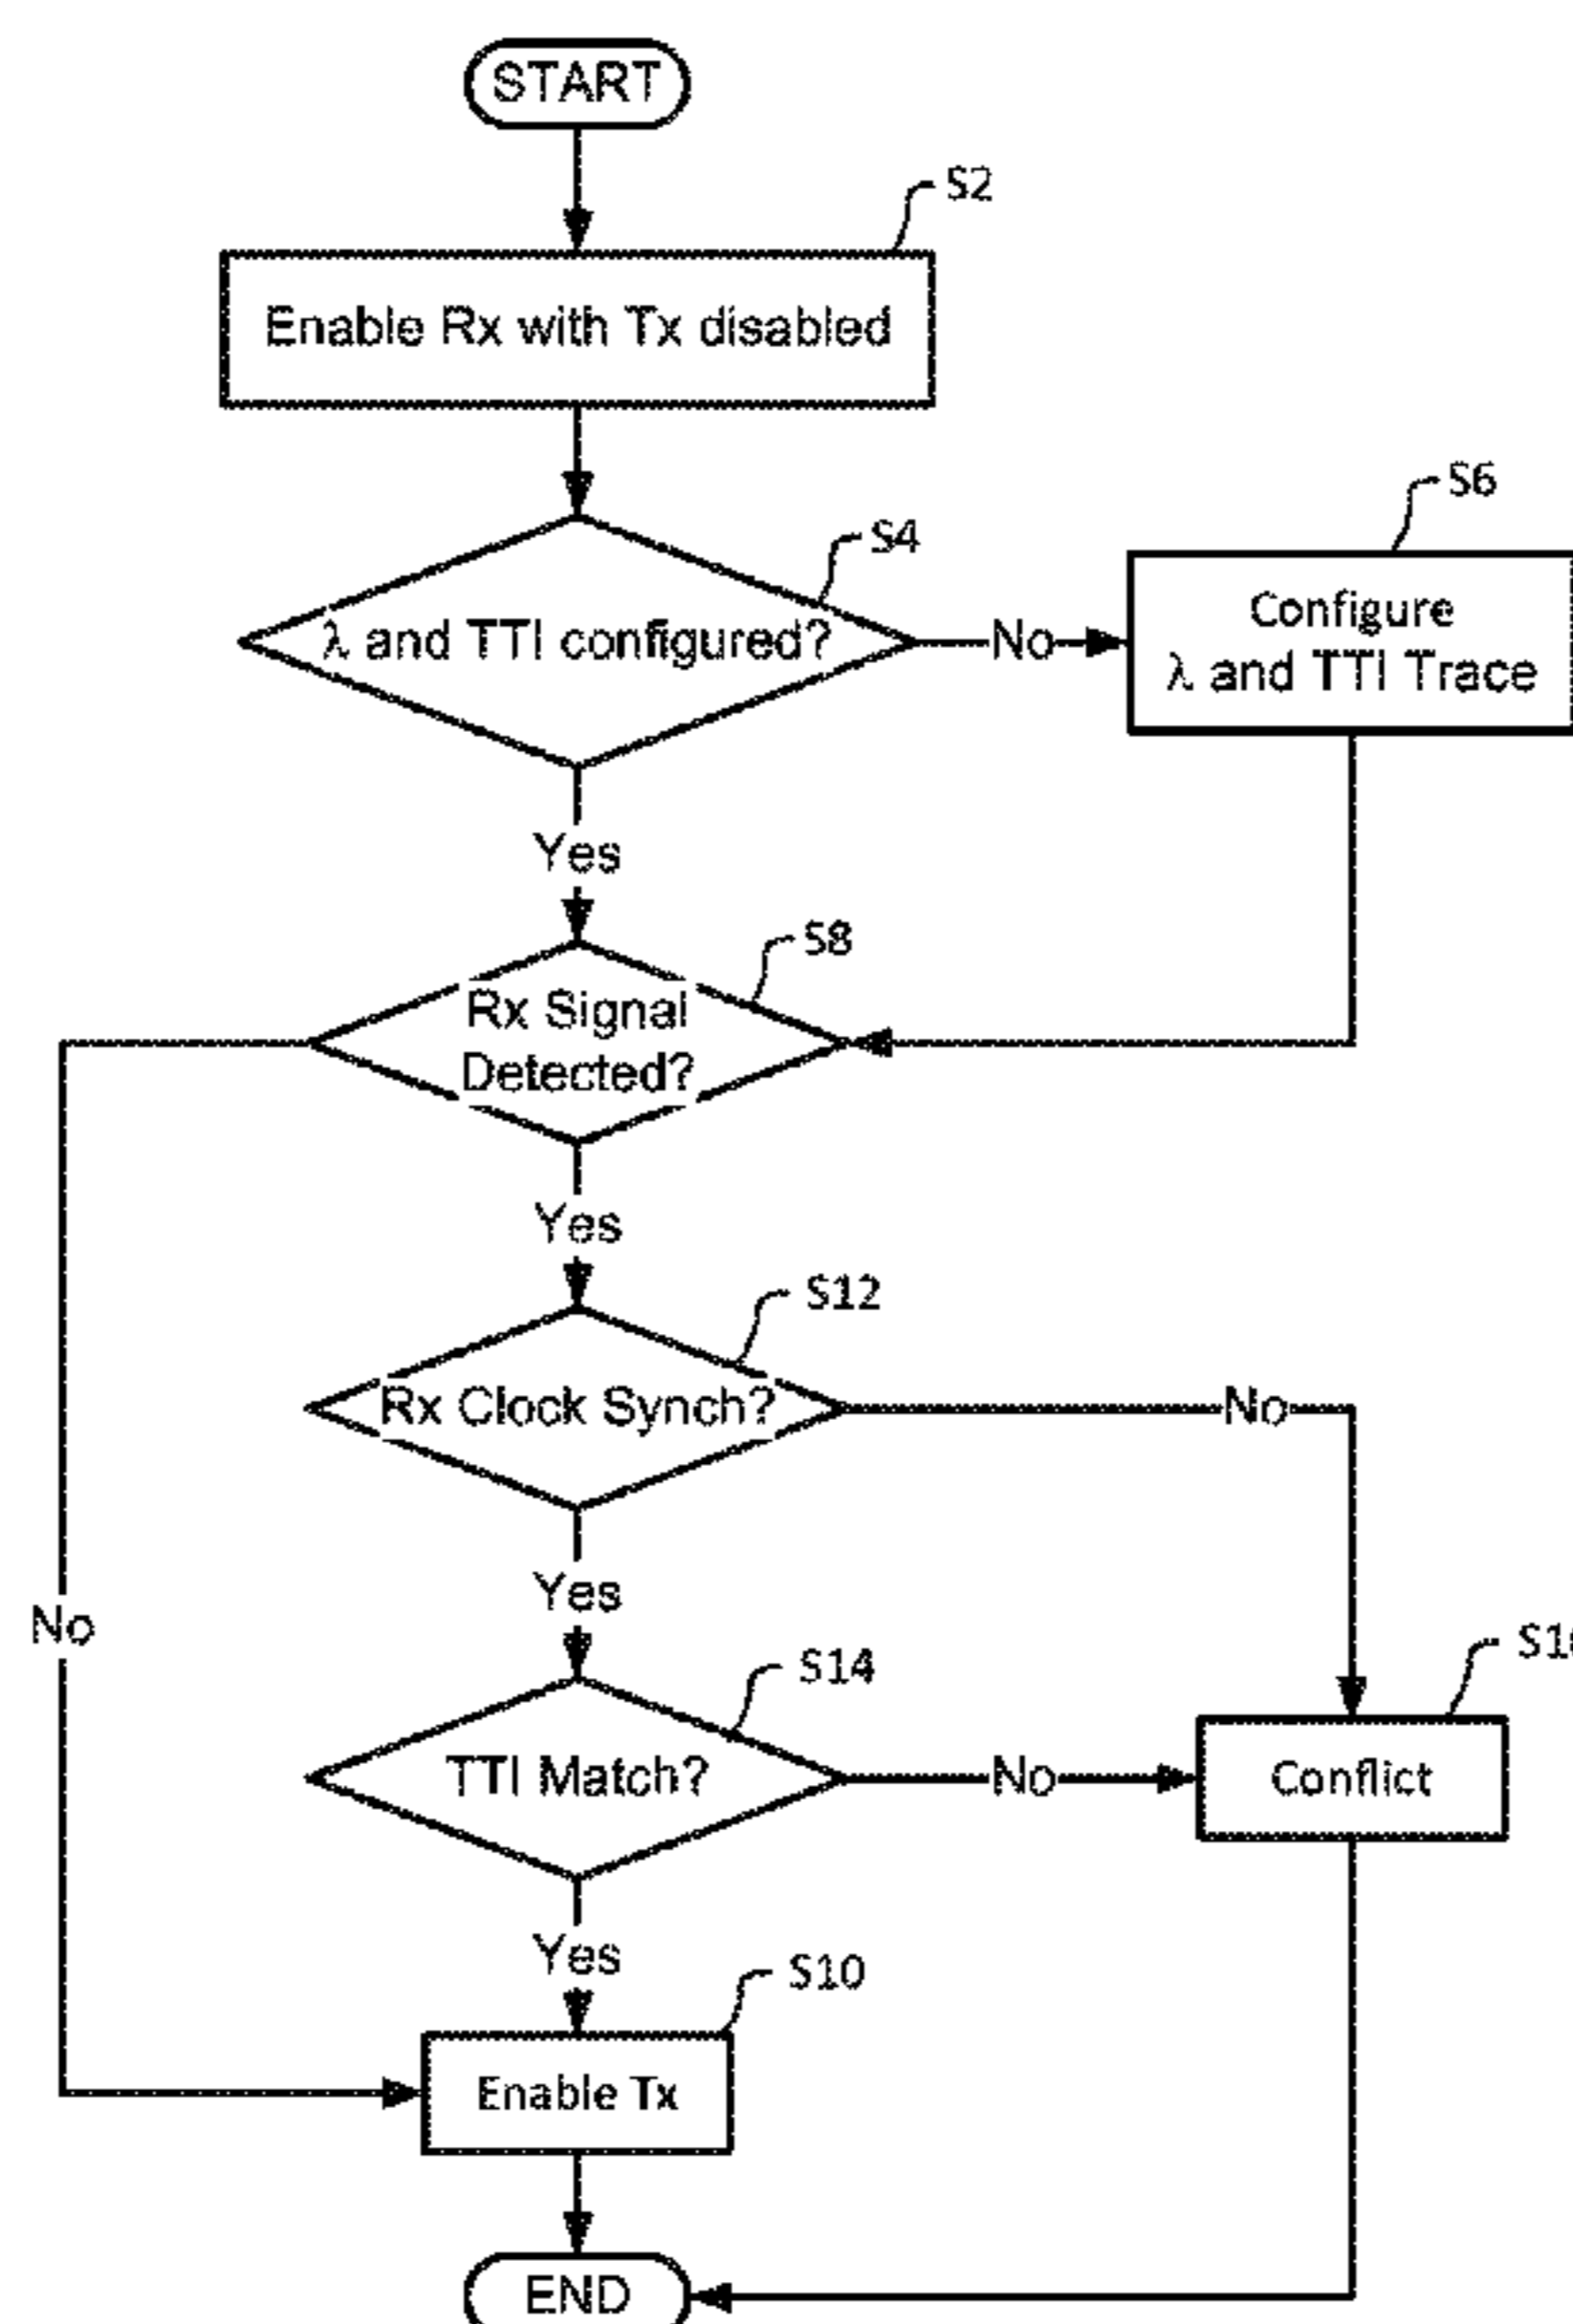 START
S2
Enable Rx with Tx disabled
S6
S4
Configure
λ and TTI Trace
λ and TTI configured?
No
Yes
S8
Rx Signal
Detected?
Yes
S12
Rx Clock Synch?
No
Yes
No
S14
TTI Match?
No
Conflict
Yes
S10
Enable Tx
END